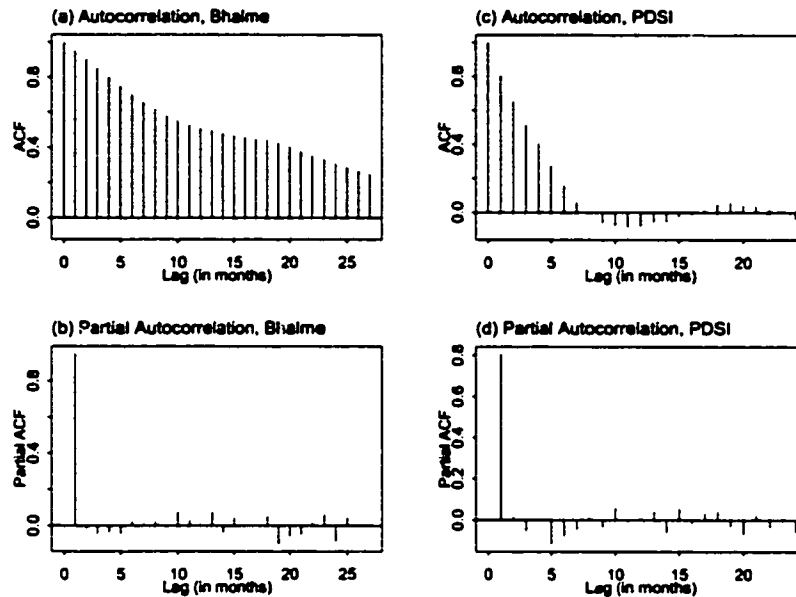 (a) Autocorrelation, Bhalme
ACF
0.0 0.4 0.8
0 5 10 15 20 25
Lag (in months)
(c) Autocorrelation, PDSI
ACF
0.0 0.4 0.8
0 5 10 15 20
Lag (in months)
(b) Partial Autocorrelation, Bhalme
Partial ACF
0.0 0.4 0.8
0 5 10 15 20 25
Lag (in months)
(d) Partial Autocorrelation, PDSI
Partial ACF
0.0 0.2 0.4 0.6 0.8
0 5 10 15 20
Lag (in months)